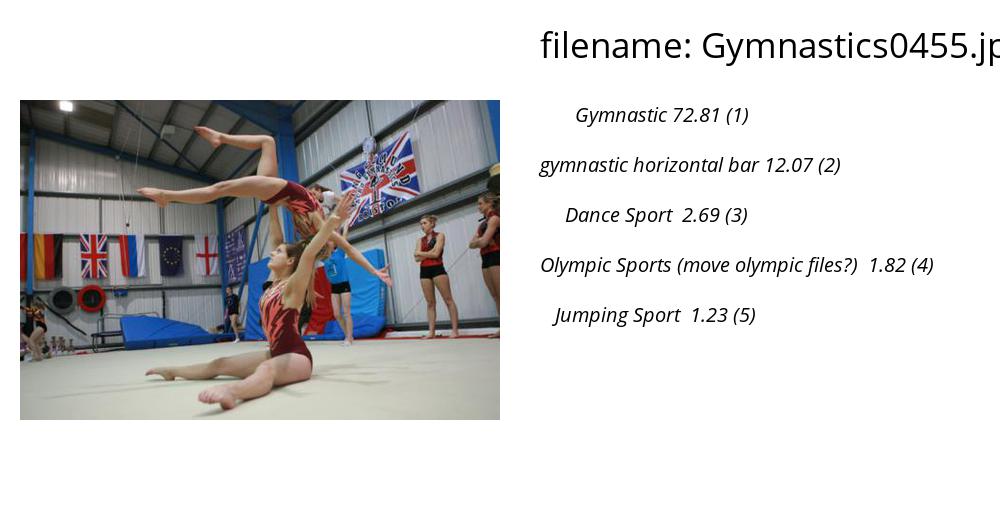 filename: Gymnastics0455.jp
Gymnastic 72.81 (1)
gymnastic horizontal bar 12.07 (2)
Dance Sport 2.69 (3)
Olympic Sports (move olympic files?) 1.82 (4)
Jumping Sport 1.23 (5)